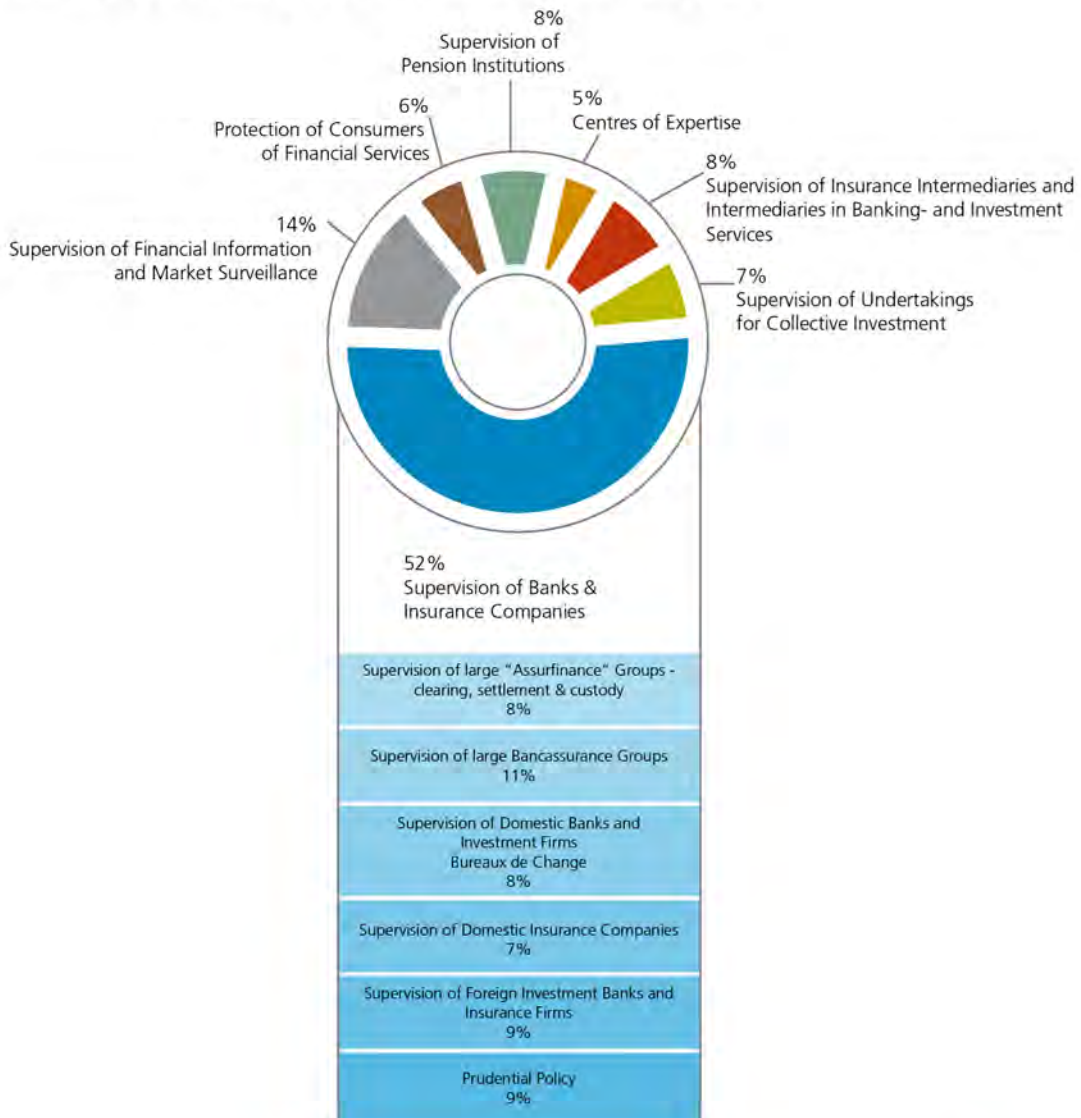 8%
Supervision of
Pension Institutions
6%
Protection of Consumers
of Financial Services
5%
Centres of Expertise
8%
Supervision of Insurance Intermediaries and
Intermediaries in Banking- and Investment
Services
14%
Supervision of Financial Information
and Market Surveillance
7%
Supervision of Undertakings
for Collective Investment
52%
Supervision of Banks &
Insurance Companies
Supervision of large "Assurfinance" Groups -
clearing, settlement & custody
8%
Supervision of large Bancassurance Groups
11%
Supervision of Domestic Banks and
Investment Firms
Bureaux de Change
8%
Supervision of Domestic Insurance Companies
7%
Supervision of Foreign Investment Banks and
Insurance Firms
9%
Prudential Policy
9%